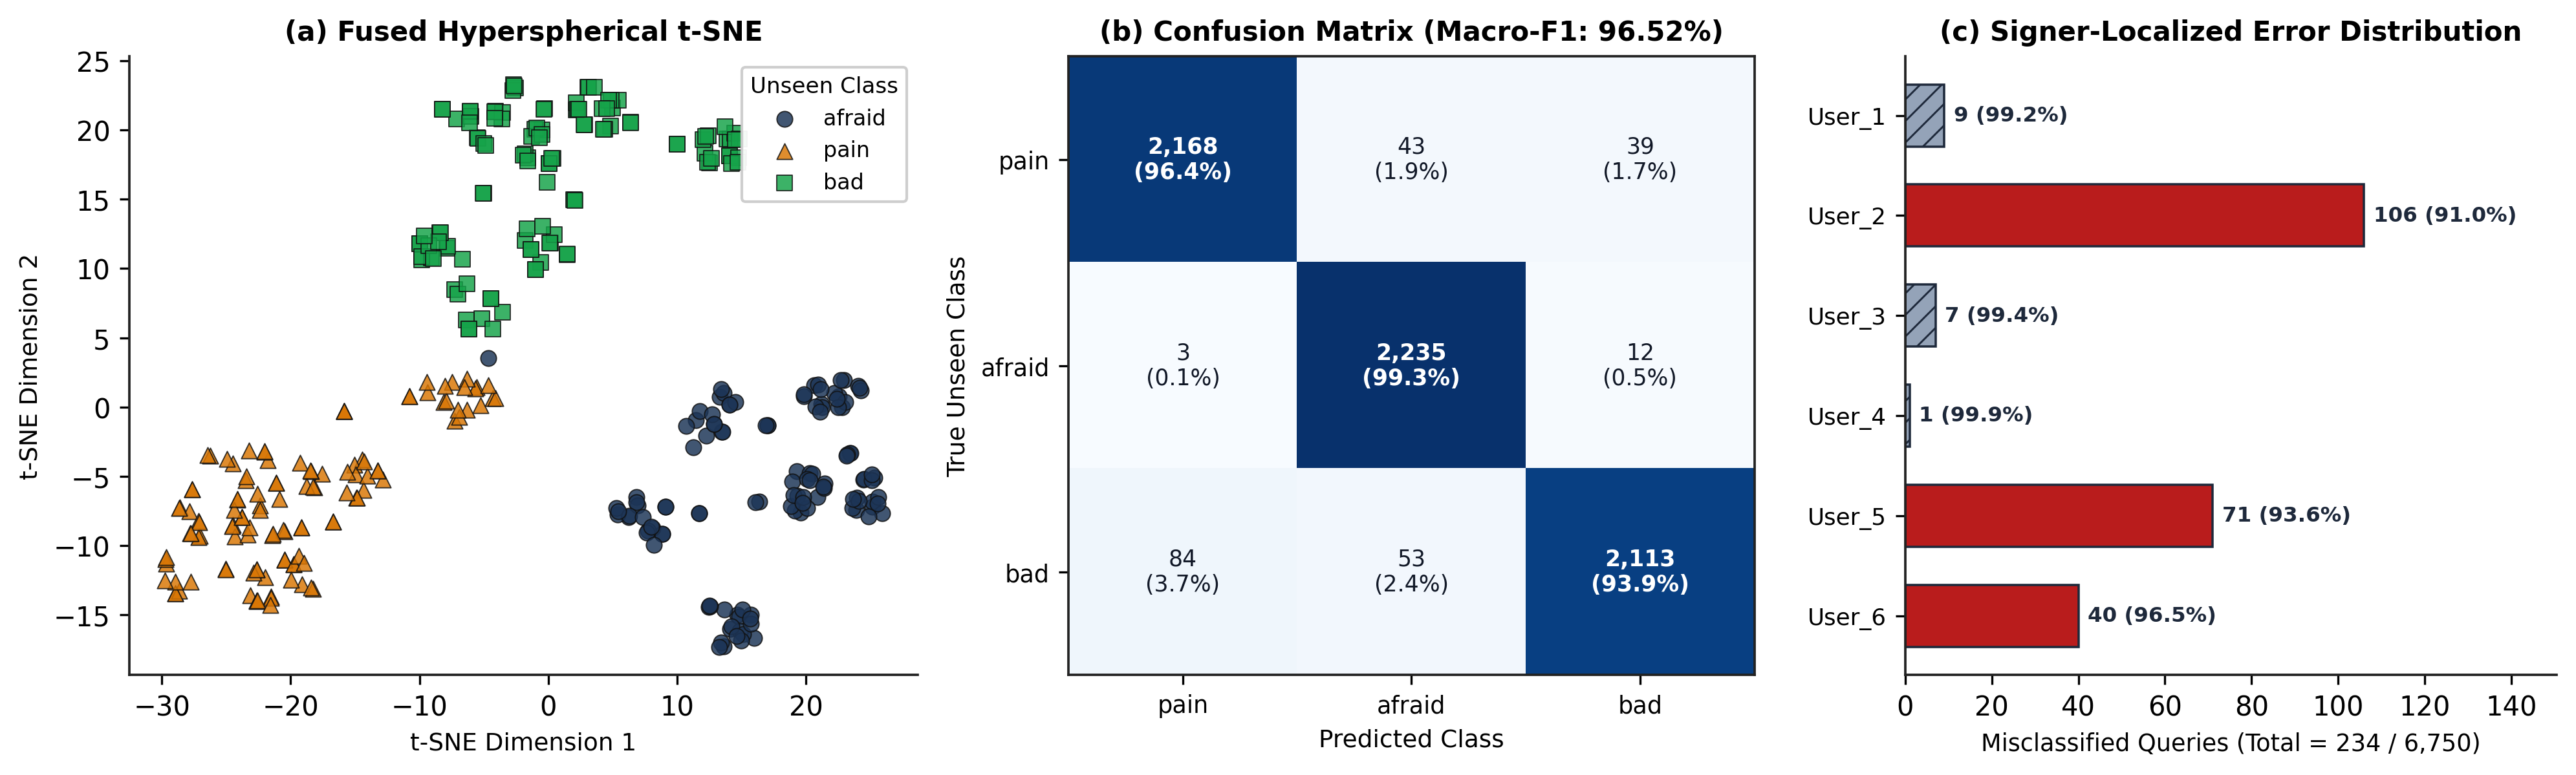 (a) Fused Hyperspherical t-SNE
25
20
15
10
5
0
−5
−10
−15
t-SNE Dimension 2
−30
−20
−10
0
10
20
t-SNE Dimension 1
Unseen Class
afraid
pain
bad
(b) Confusion Matrix (Macro-F1: 96.52%)
True Unseen Class
pain
2,168
(96.4%)
43
(1.9%)
39
(1.7%)
afraid
3
(0.1%)
2,235
(99.3%)
12
(0.5%)
bad
84
(3.7%)
53
(2.4%)
2,113
(93.9%)
pain
afraid
bad
Predicted Class
(c) Signer-Localized Error Distribution
User_1
9 (99.2%)
User_2
106 (91.0%)
User_3
7 (99.4%)
User_4
1 (99.9%)
User_5
71 (93.6%)
User_6
40 (96.5%)
0
20
40
60
80
100
120
140
Misclassified Queries (Total = 234 / 6,750)